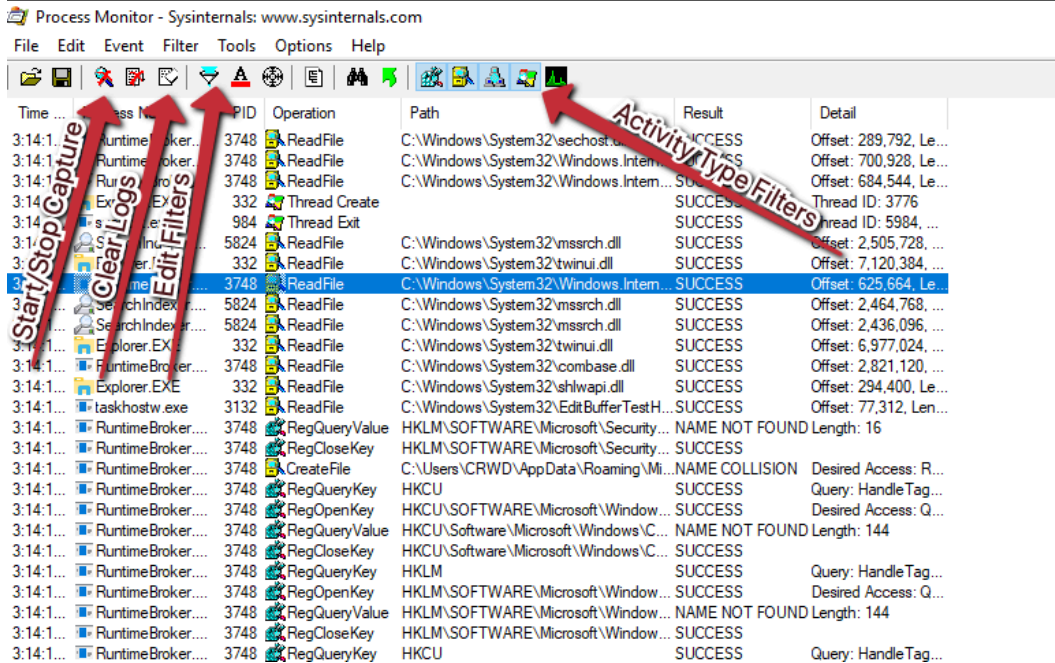 Process Monitor - Sysinternals: www.sysinternals.com
File Edit Event Filter Tools Options Help
Time ... PID Operation Path Result Detail
3:14:1... RuntimeBroker.... 3748 ReadFile C:\Windows\System32\sechost.dll SUCCESS Offset: 289,792, Le...
Runtime oker.... 3748 ReadFile C:\Windows\System32\Windows.Intern... SUCCESS Offset: 700,928, Le...
3748 ReadFile C:\Windows\System32\Windows.Intern... SUCCESS Offset: 684,544, Le...
332 Thread Create SUCCESS Thread ID: 3776
984 Thread Exit SUCCESS Thread ID: 5984, ...
5824 ReadFile C:\Windows\System32\mssrch.dll SUCCESS Offset: 2,505,728, ...
332 ReadFile C:\Windows\System32\twinui.dll SUCCESS Offset: 7,120,384, ...
3748 ReadFile C:\Windows\System32\Windows.Intern... SUCCESS Offset: 625,664, Le...
SearchIndexer.... 5824 ReadFile C:\Windows\System32\mssrch.dll SUCCESS Offset: 2,464,768, ...
SearchIndexer.... 5824 ReadFile C:\Windows\System32\mssrch.dll SUCCESS Offset: 2,436,096, ...
3:14:1... Explorer.EXE 332 ReadFile C:\Windows\System32\twinui.dll SUCCESS Offset: 6,977,024, ...
3:14:1... RuntimeBroker.... 3748 ReadFile C:\Windows\System32\combase.dll SUCCESS Offset: 2,821,120, ...
3:14:1... Explorer.EXE 332 ReadFile C:\Windows\System32\shlwapi.dll SUCCESS Offset: 294,400, Le...
3:14:1... taskhostw.exe 3132 ReadFile C:\Windows\System32\EditBufferTestH... SUCCESS Offset: 77,312, Len...
3:14:1... RuntimeBroker.... 3748 RegQueryValue HKLM\SOFTWARE\Microsoft\Security... NAME NOT FOUND Length: 16
3:14:1... RuntimeBroker.... 3748 RegCloseKey HKLM\SOFTWARE\Microsoft\Security... SUCCESS
3:14:1... RuntimeBroker.... 3748 CreateFile C:\Users\CRWD\AppData\Roaming\Mi... NAME COLLISION Desired Access: R...
3:14:1... RuntimeBroker.... 3748 RegQueryKey HKCU SUCCESS Query: HandleTag...
3:14:1... RuntimeBroker.... 3748 RegOpenKey HKCU\Software\Microsoft\Window... SUCCESS Desired Access: Q...
3:14:1... RuntimeBroker.... 3748 RegQueryValue HKCU\Software\Microsoft\Windows\C... NAME NOT FOUND Length: 144
3:14:1... RuntimeBroker.... 3748 RegCloseKey HKCU\Software\Microsoft\Windows\C... SUCCESS
3:14:1... RuntimeBroker.... 3748 RegQueryKey HKLM SUCCESS Query: HandleTag...
3:14:1... RuntimeBroker.... 3748 RegOpenKey HKLM\SOFTWARE\Microsoft\Window... SUCCESS Desired Access: Q...
3:14:1... RuntimeBroker.... 3748 RegQueryValue HKLM\SOFTWARE\Microsoft\Window... NAME NOT FOUND Length: 144
3:14:1... RuntimeBroker.... 3748 RegCloseKey HKLM\SOFTWARE\Microsoft\Window... SUCCESS
3:14:1... RuntimeBroker.... 3748 RegQueryKey HKCU SUCCESS Query: HandleTag...
Start/Stop Capture
Clear Logs
Edit Filters
Activity Type Filters